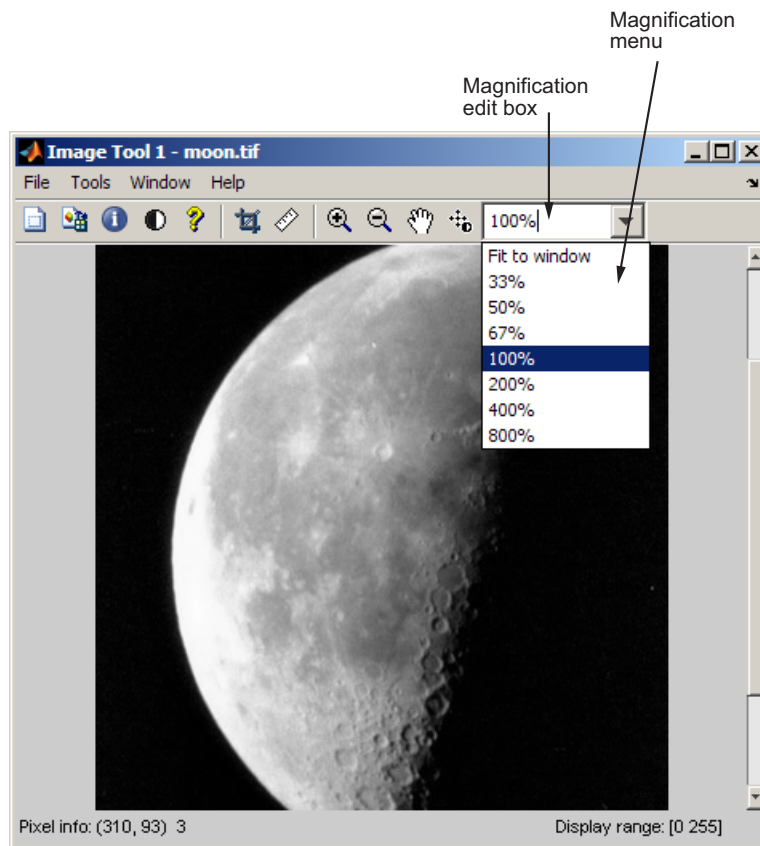 Magnification
menu
Magnification
edit box
Image Tool 1 - moon.tif
File Tools Window Help
100%
Fit to window
33%
50%
67%
100%
200%
400%
800%
Pixel info: (310, 93) 3
Display range: [0 255]